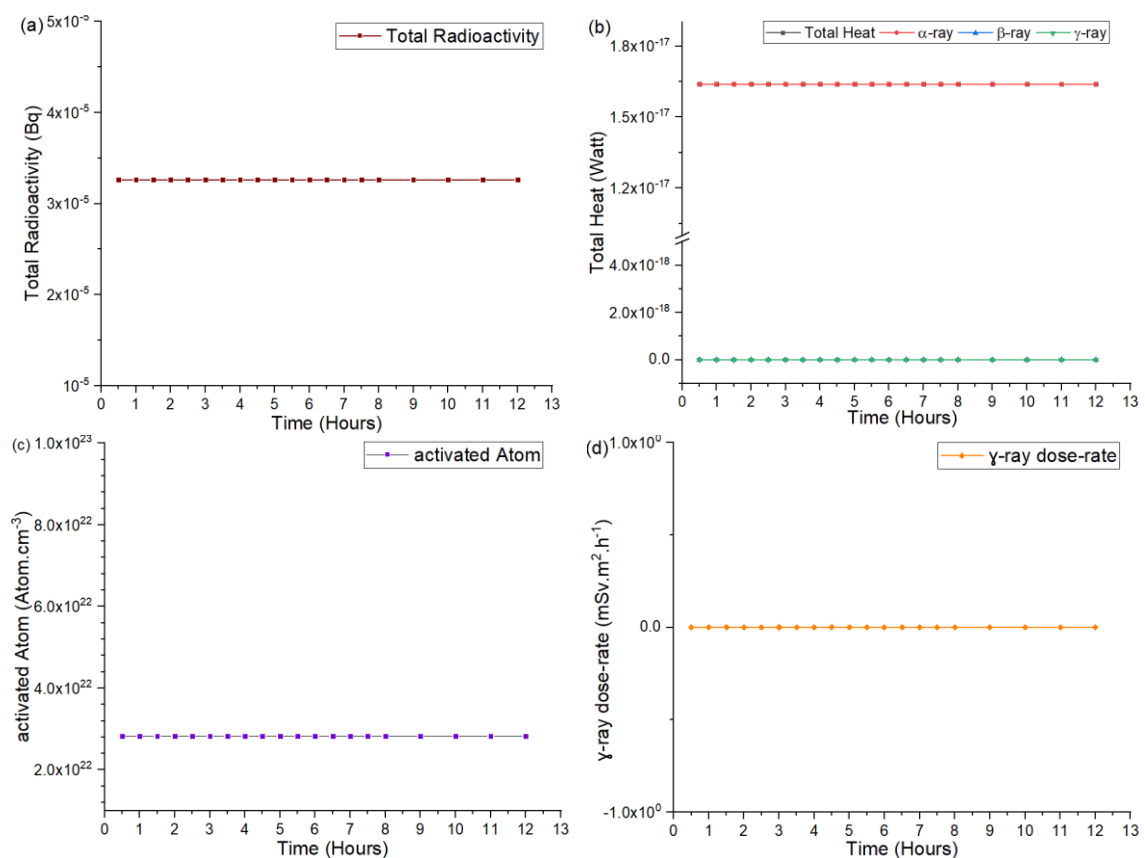 (a)
Total Radioactivity
Total Radioactivity (Bq)
5x10⁻⁵
4x10⁻⁵
3x10⁻⁵
2x10⁻⁵
10⁻⁵
0 1 2 3 4 5 6 7 8 9 10 11 12 13
Time (Hours)
(b)
Total Heat α-ray β-ray γ-ray
Total Heat (Watt)
1.8x10⁻¹⁷
1.5x10⁻¹⁷
1.2x10⁻¹⁷
4.0x10⁻¹⁸
2.0x10⁻¹⁸
0.0
0 1 2 3 4 5 6 7 8 9 10 11 12 13
Time (Hours)
(c)
activated Atom
activated Atom (Atom.cm⁻³)
1.0x10²³
8.0x10²²
6.0x10²²
4.0x10²²
2.0x10²²
0 1 2 3 4 5 6 7 8 9 10 11 12 13
Time (Hours)
(d)
ɣ-ray dose-rate
ɣ-ray dose-rate (mSv.m².h⁻¹)
1.0x10⁰
0.0
-1.0x10⁰
0 1 2 3 4 5 6 7 8 9 10 11 12 13
Time (Hours)